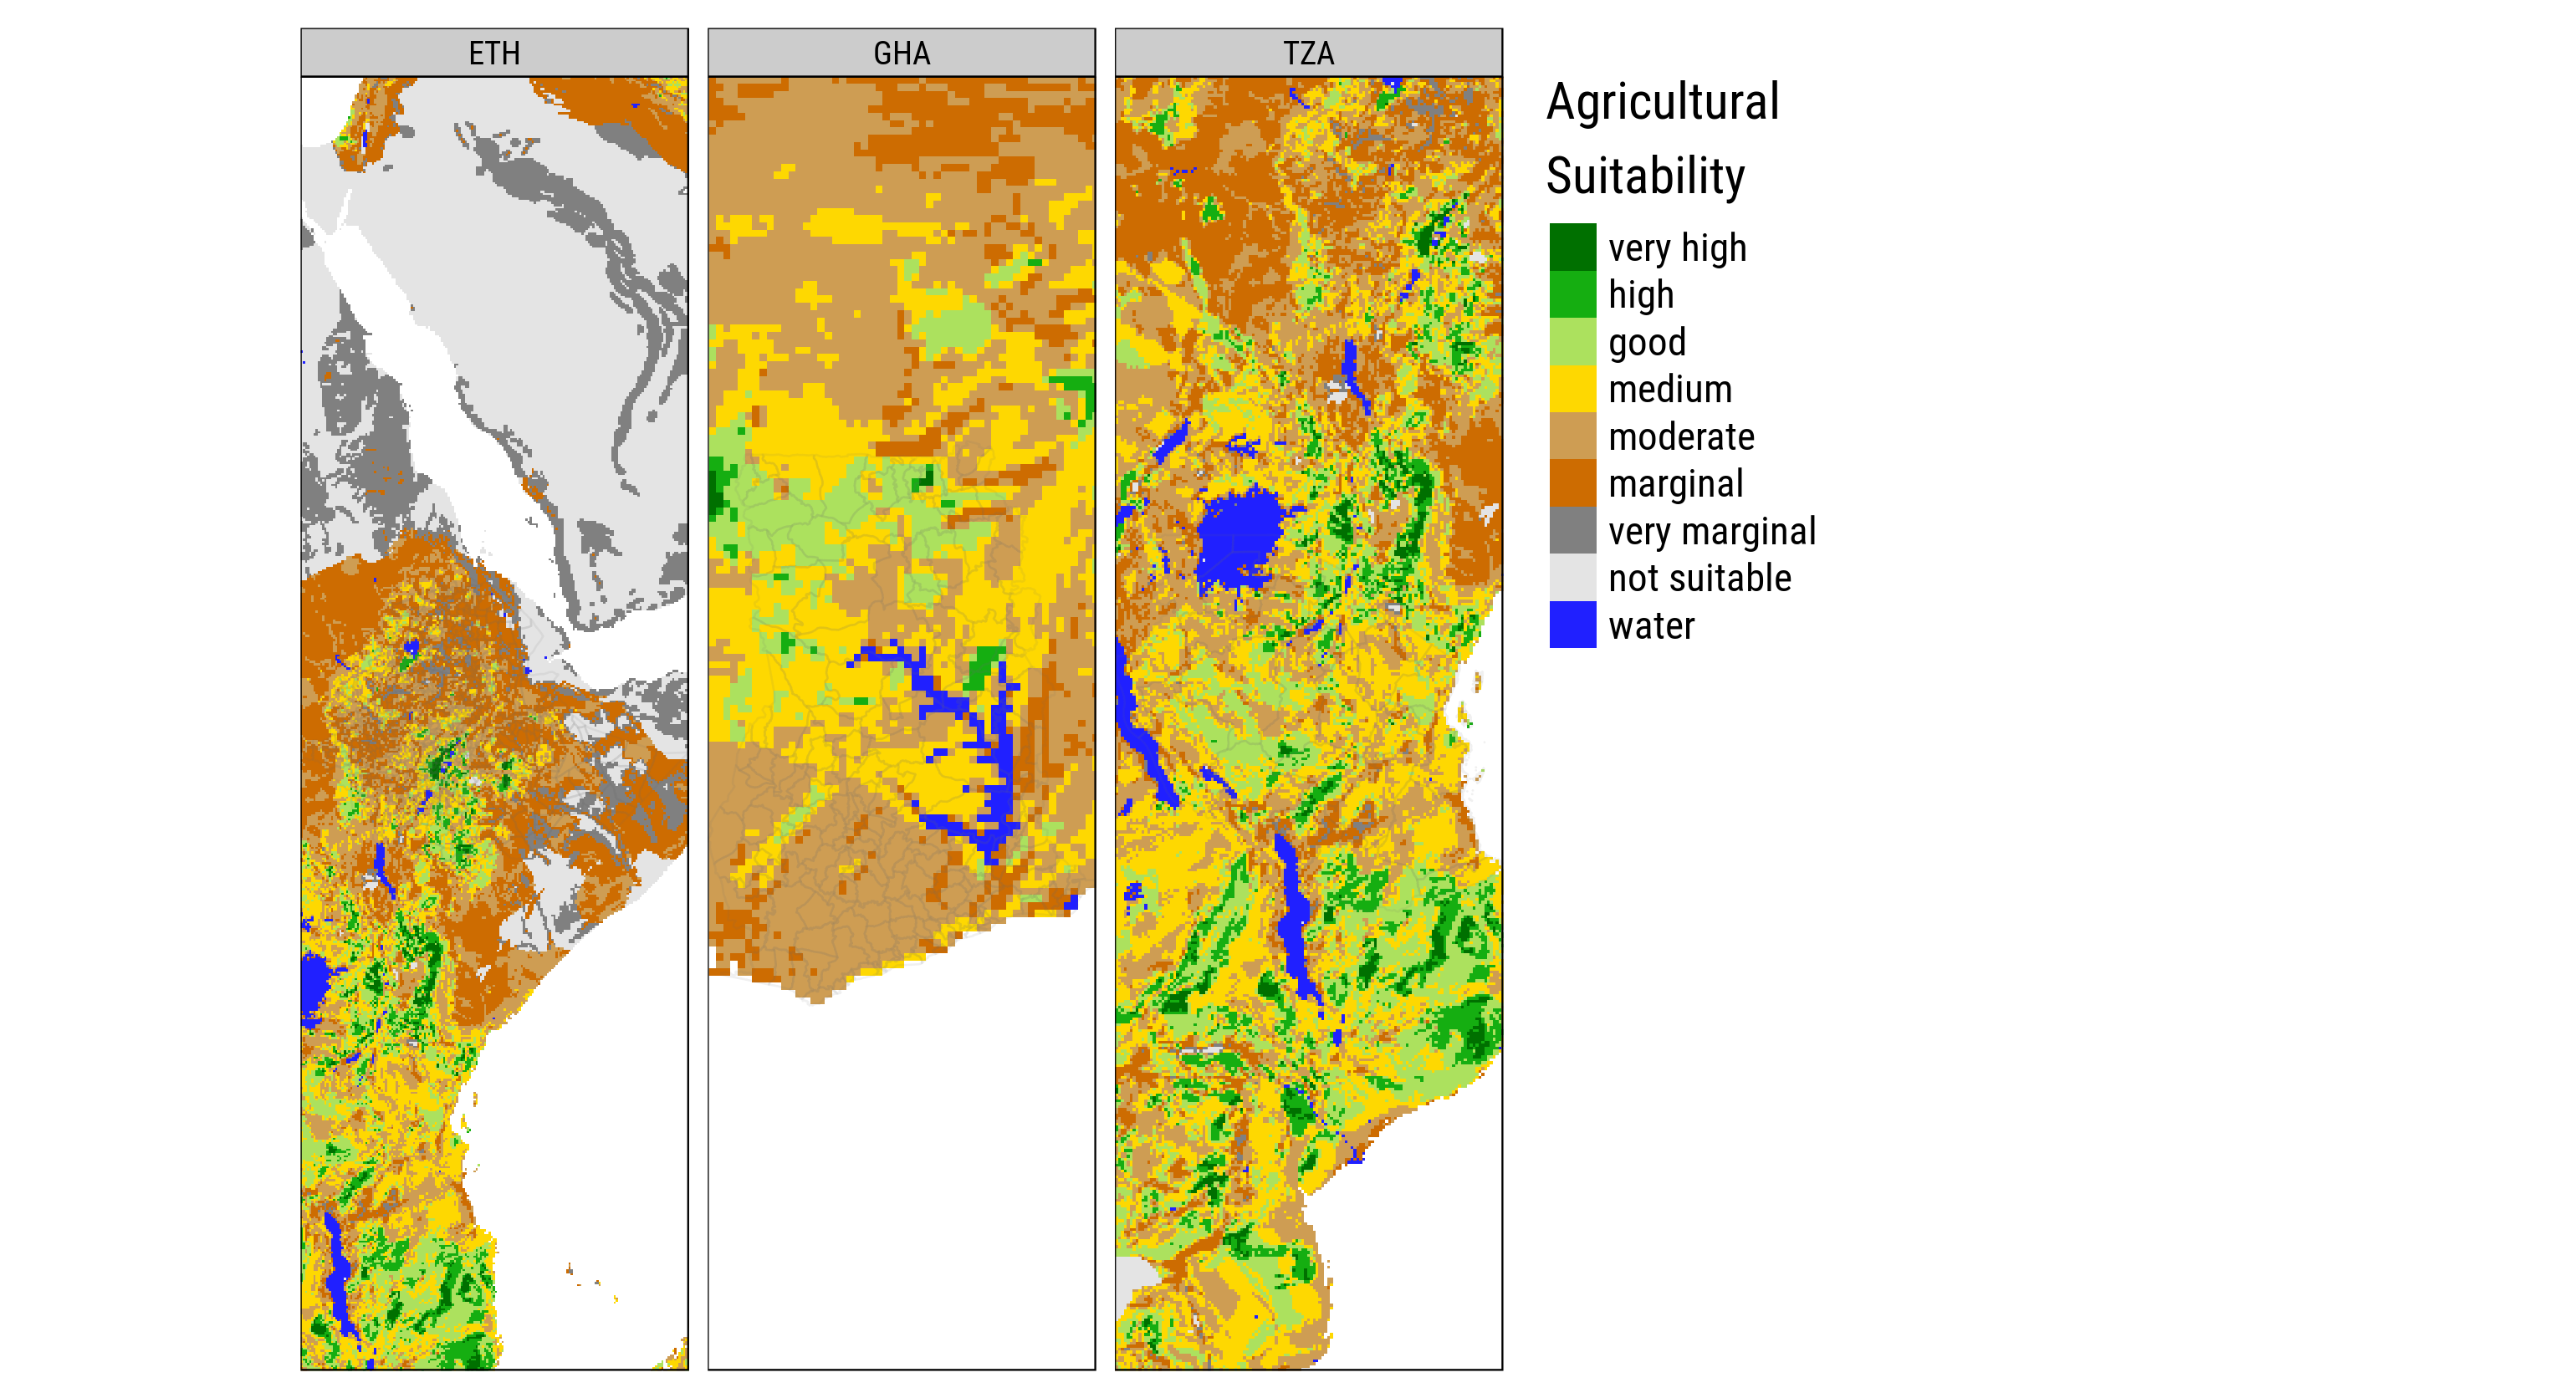 ETH
GHA
TZA
Agricultural
Suitability
very high
high
good
medium
moderate
marginal
very marginal
not suitable
water